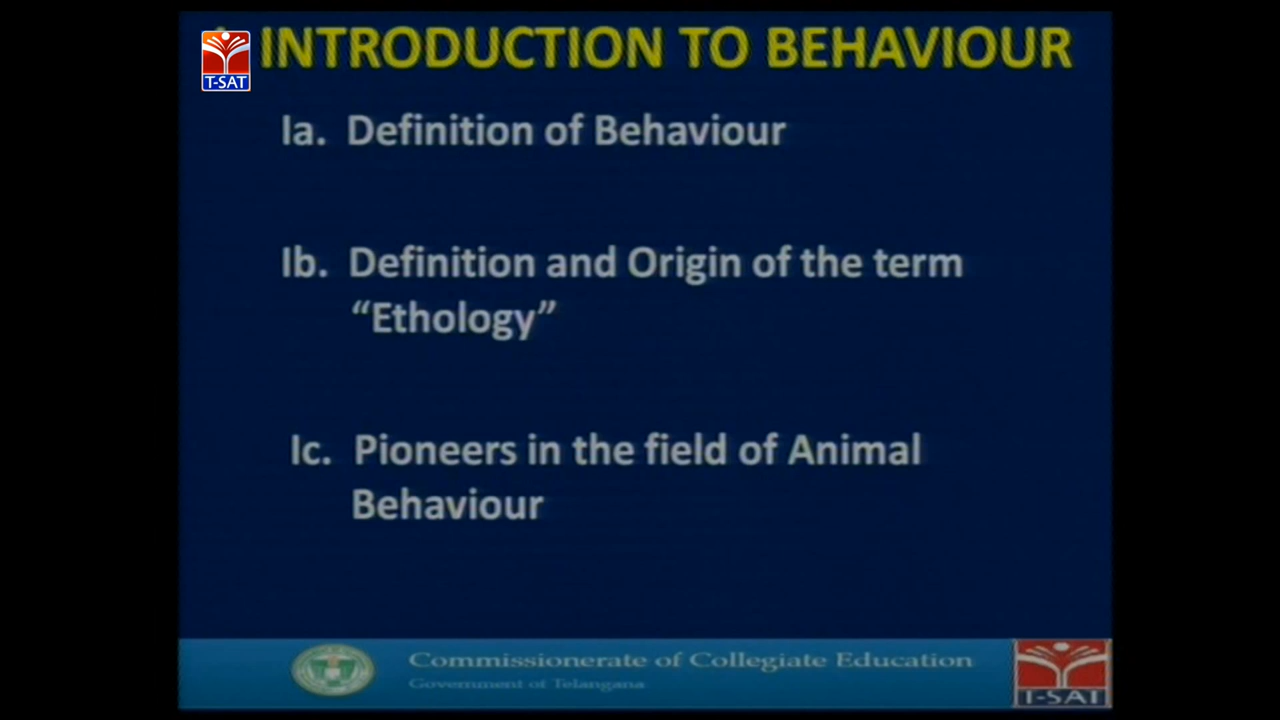 INTRODUCTION TO BEHAVIOUR
T-SAT
Ia. Definition of Behaviour
Ib. Definition and Origin of the term
“Ethology”
Ic. Pioneers in the field of Animal
Behaviour
Commissionerate of Collegiate Education
Government of Telangana
T-SAT